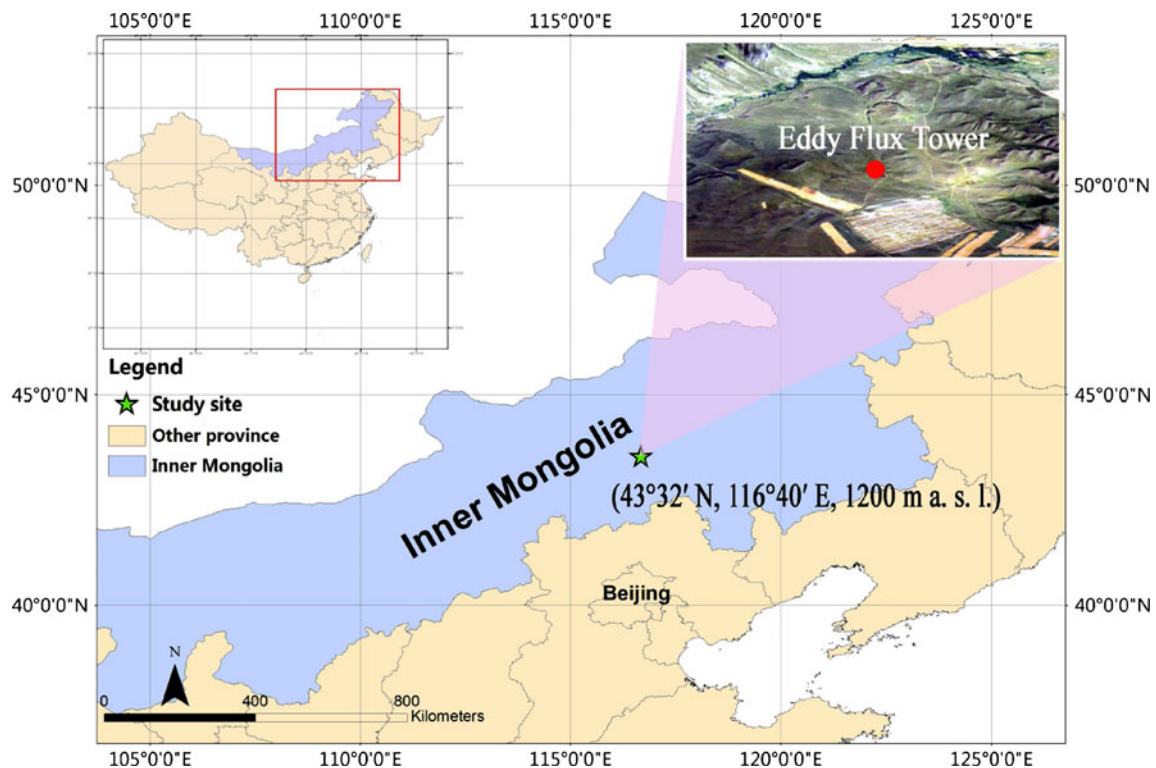 105°0'0"E 110°0'0"E 115°0'0"E 120°0'0"E 125°0'0"E
Eddy Flux Tower
50°0'0"N 50°0'0"N
Legend
Study site
Other province
Inner Mongolia
45°0'0"N 45°0'0"N
Inner Mongolia
(43°32′ N, 116°40′ E, 1200 m a. s. l.)
Beijing
40°0'0"N 40°0'0"N
N
0 400 800
Kilometers
105°0'0"E 110°0'0"E 115°0'0"E 120°0'0"E 125°0'0"E